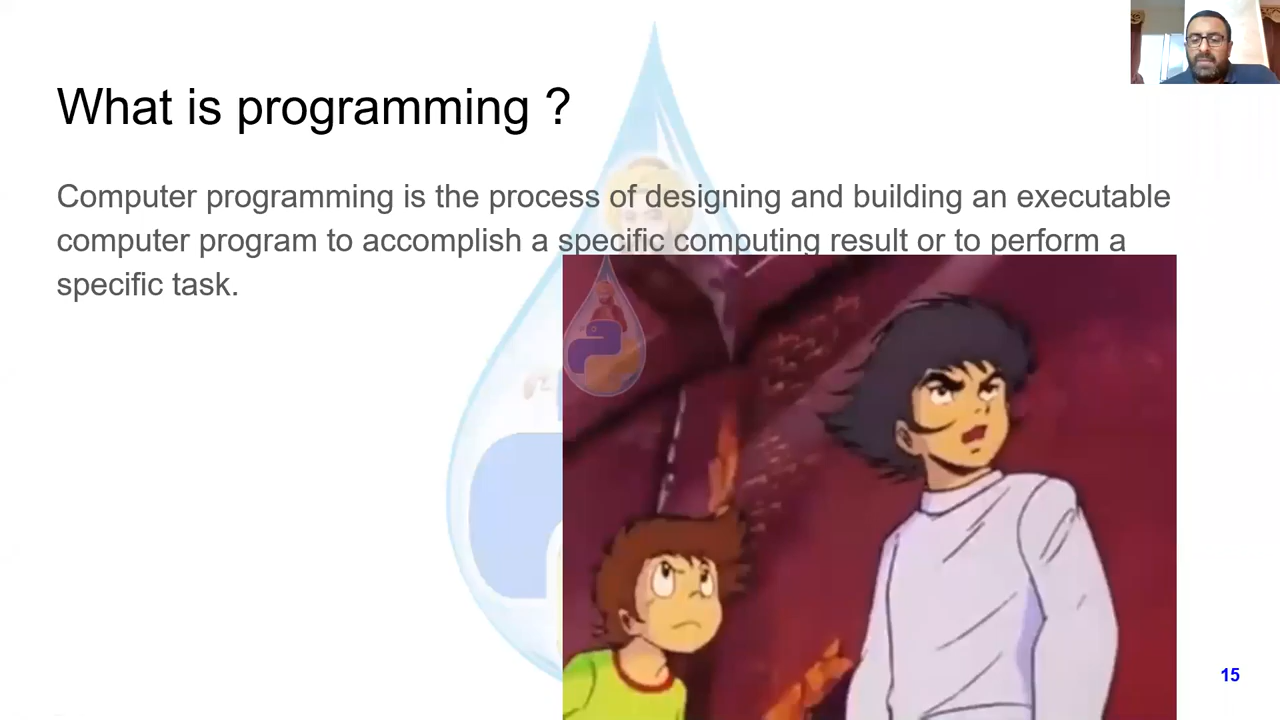 What is programming ?
Computer programming is the process of designing and building an executable
computer program to accomplish a specific computing result or to perform a
specific task.
15